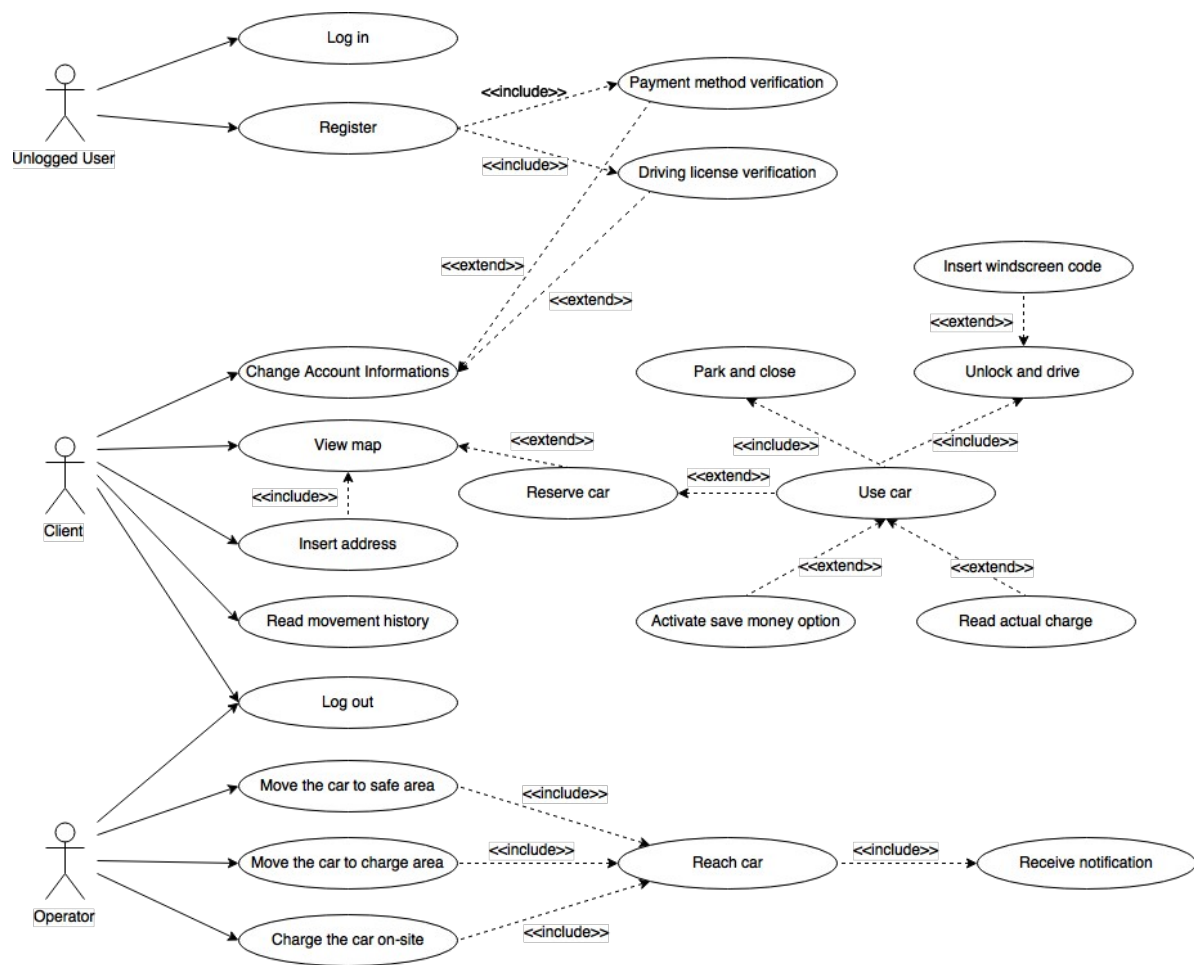 Log in
Payment method verification
<<include>>
Register
Unlogged User
<<include>>
Driving license verification
<<extend>>
Insert windscreen code
<<extend>>
<<extend>>
Change Account Informations
Park and close
Unlock and drive
View map
<<extend>>
<<include>>
<<include>>
<<include>>
Reserve car
<<extend>>
Use car
Client
Insert address
<<extend>>
<<extend>>
Read movement history
Activate save money option
Read actual charge
Log out
Move the car to safe area
<<include>>
Move the car to charge area
<<include>>
Reach car
<<include>>
Receive notification
Operator
Charge the car on-site
<<include>>